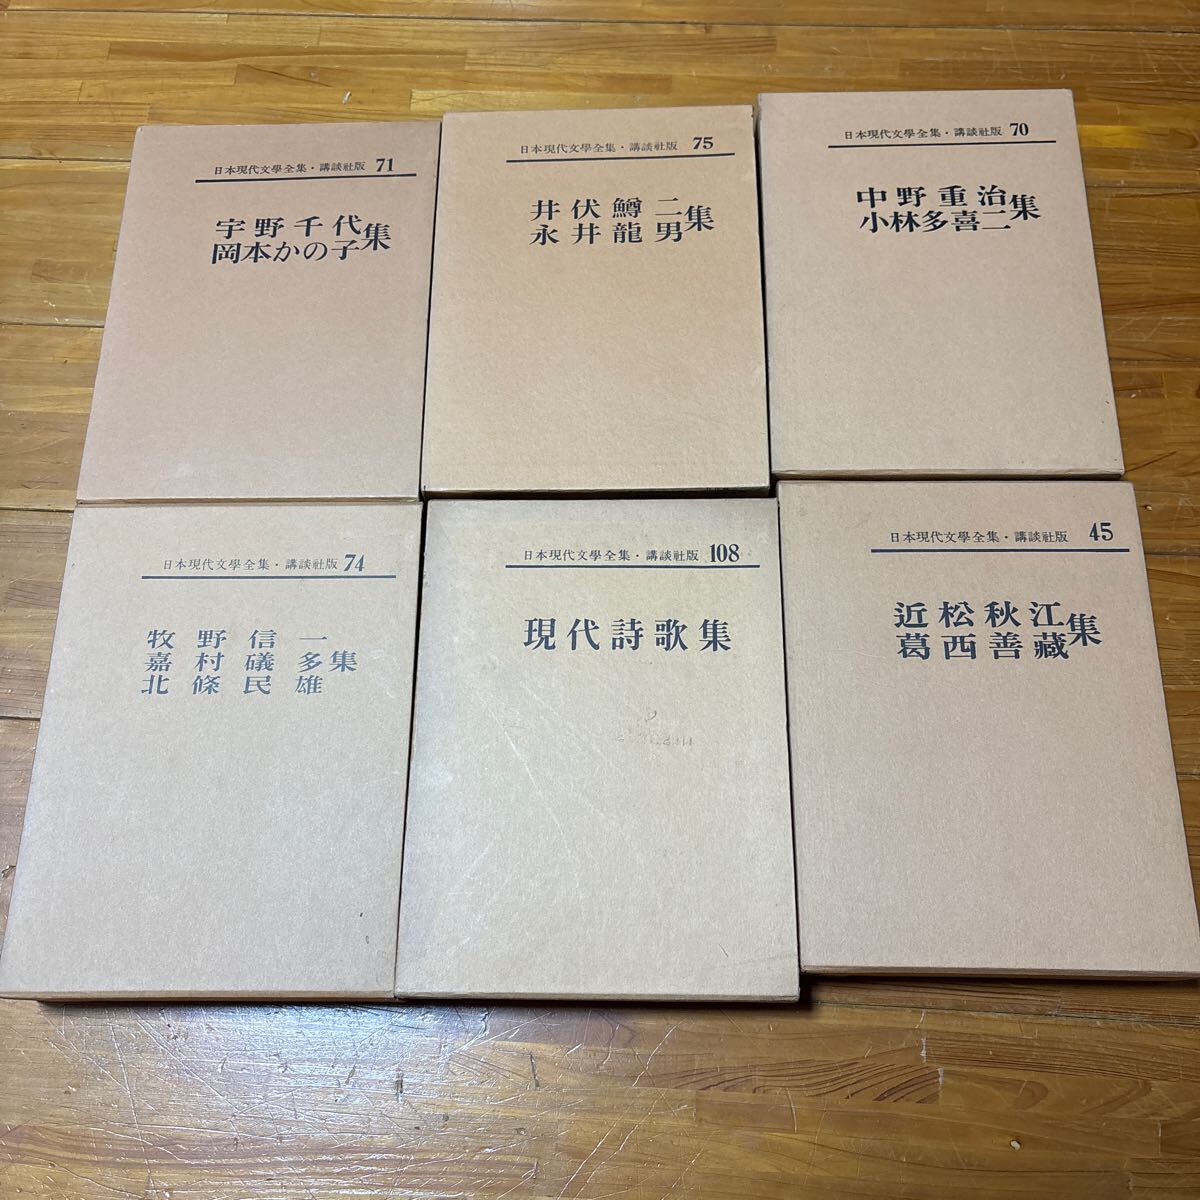 日本現代文學全集・講談社版 71
宇野千代
岡本かの子集
日本現代文學全集・講談社版 75
井伏鱒二
永井龍男集
日本現代文學全集・講談社版 70
中野重治
小林多喜二集
日本現代文學全集・講談社版 74
牧野信一
嘉村礒多集
北條民雄
日本現代文學全集・講談社版 108
現代詩歌集
日本現代文學全集・講談社版 45
近松秋江
葛西善藏集